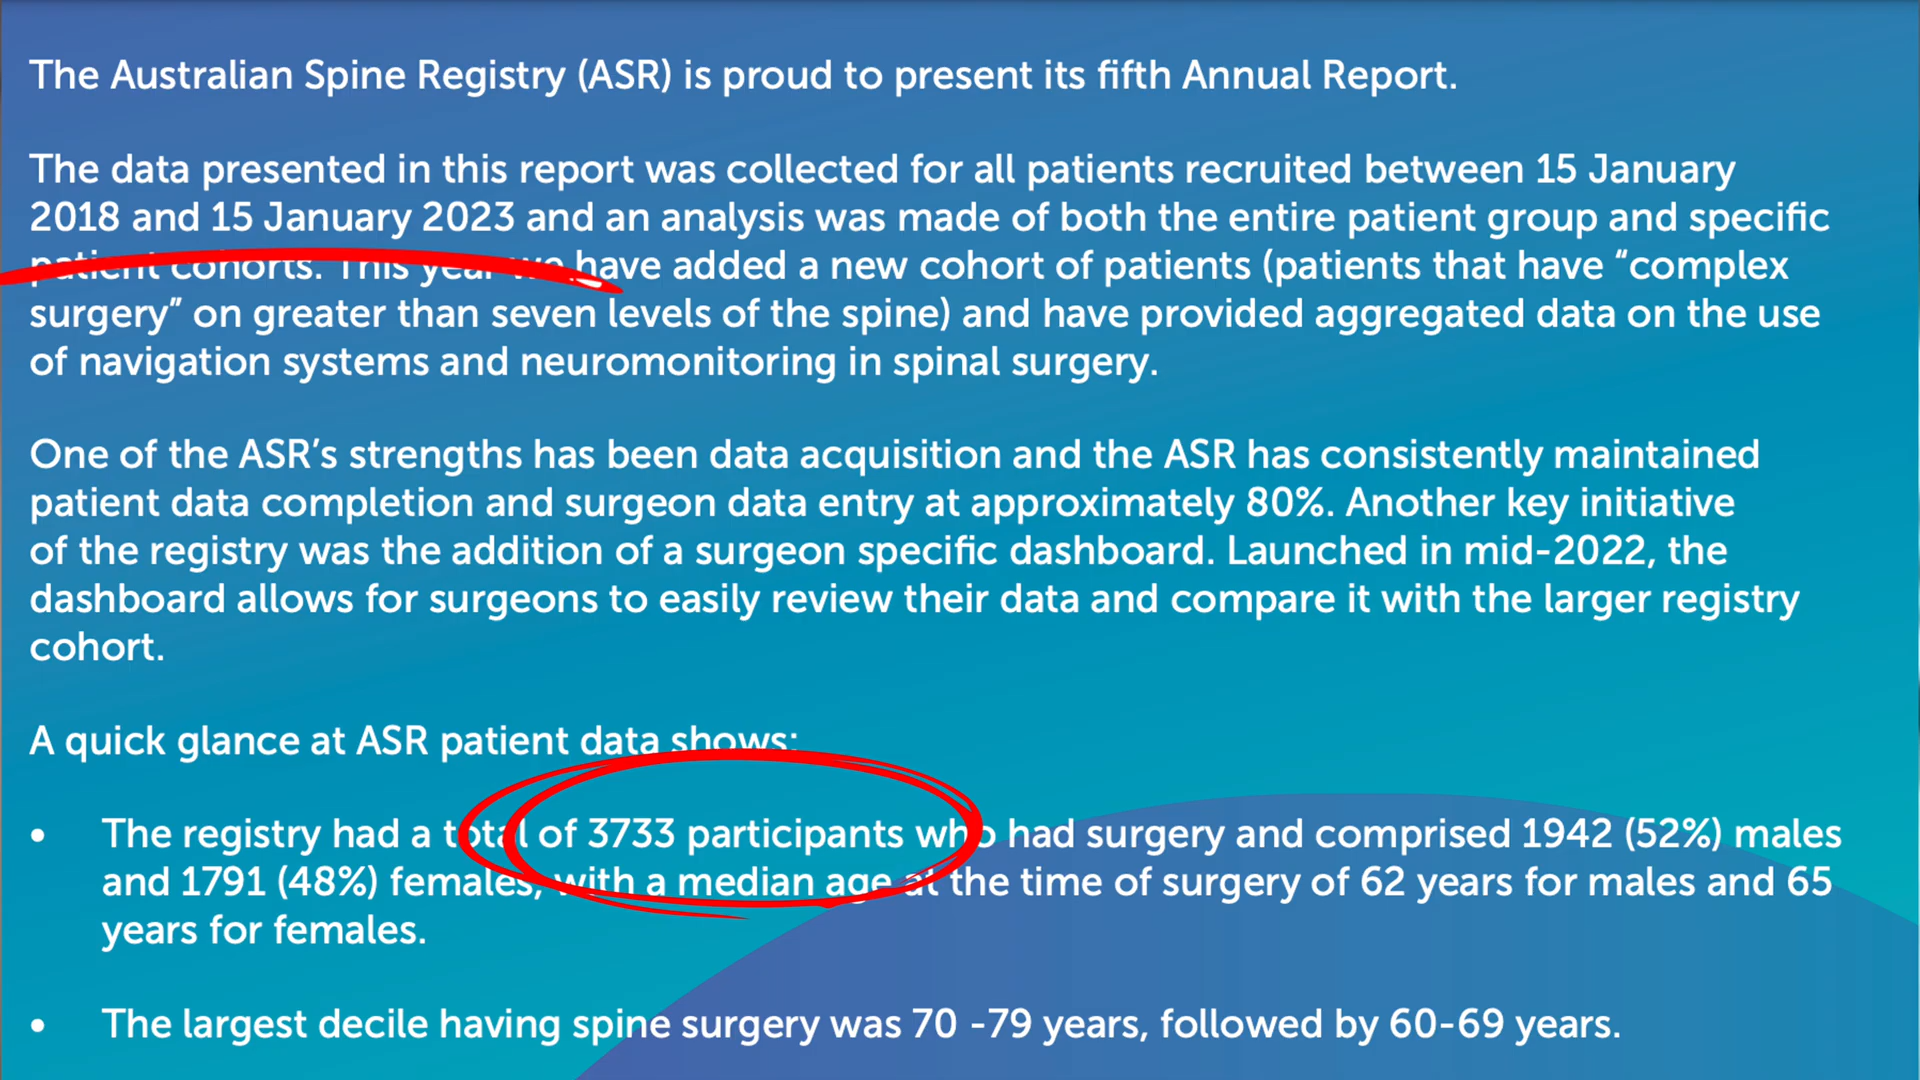 The Australian Spine Registry (ASR) is proud to present its fifth Annual Report.
The data presented in this report was collected for all patients recruited between 15 January
2018 and 15 January 2023 and an analysis was made of both the entire patient group and specific
patient cohorts. This year we have added a new cohort of patients (patients that have “complex
surgery” on greater than seven levels of the spine) and have provided aggregated data on the use
of navigation systems and neuromonitoring in spinal surgery.
One of the ASR’s strengths has been data acquisition and the ASR has consistently maintained
patient data completion and surgeon data entry at approximately 80%. Another key initiative
of the registry was the addition of a surgeon specific dashboard. Launched in mid-2022, the
dashboard allows for surgeons to easily review their data and compare it with the larger registry
cohort.
A quick glance at ASR patient data shows:
• The registry had a total of 3733 participants who had surgery and comprised 1942 (52%) males
and 1791 (48%) females, with a median age at the time of surgery of 62 years for males and 65
years for females.
• The largest decile having spine surgery was 70 -79 years, followed by 60-69 years.